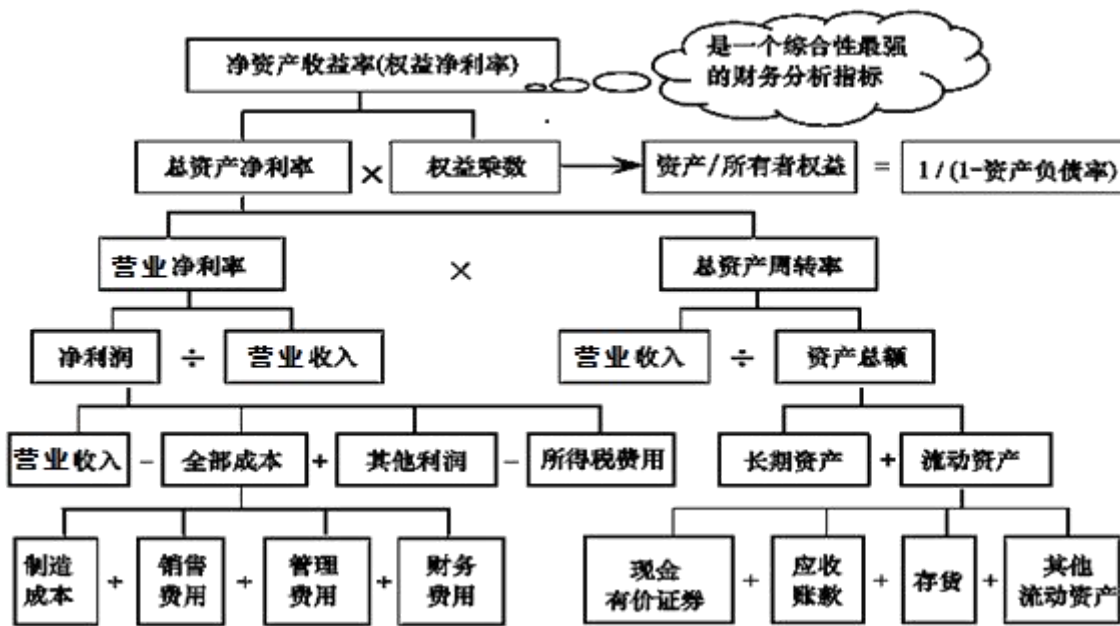 是一个综合性最强
的财务分析指标
净资产收益率(权益净利率)
总资产净利率 × 权益乘数 资产/所有者权益 = 1/(1-资产负债率)
营业净利率 × 总资产周转率
净利润 ÷ 营业收入 营业收入 ÷ 资产总额
营业收入 - 全部成本 + 其他利润 - 所得税费用 长期资产 + 流动资产
制造
成本
+
销售
费用
+
管理
费用
+
财务
费用
现金
有价证券
+
应收
账款
+
存货
+
其他
流动资产